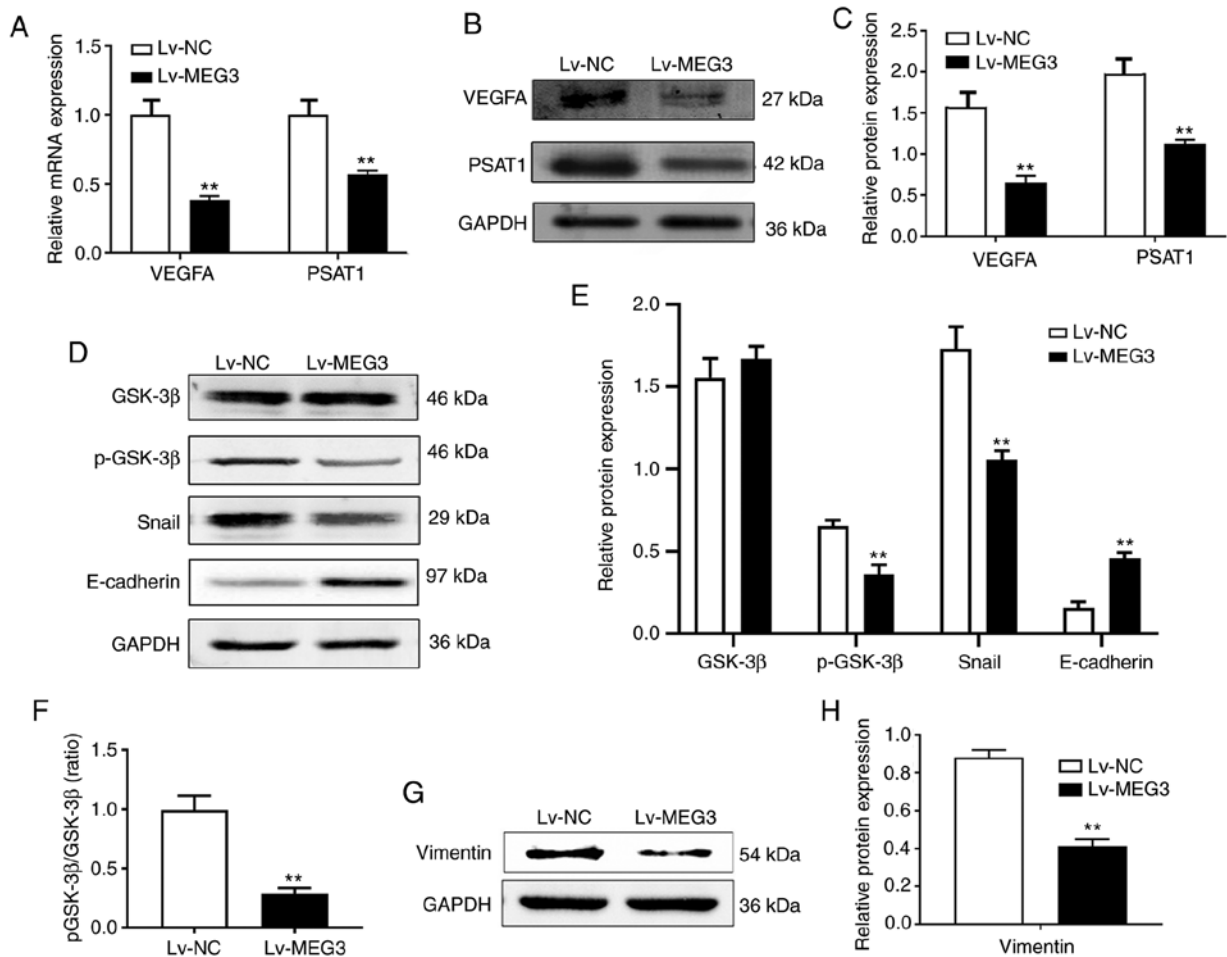 A
Relative mRNA expression
1.5
1.0
0.5
0.0
Lv-NC
Lv-MEG3
**
**
VEGFA
PSAT1
B
Lv-NC
Lv-MEG3
VEGFA
27 kDa
PSAT1
42 kDa
GAPDH
36 kDa
C
Relative protein expression
2.5
2.0
1.5
1.0
0.5
0.0
Lv-NC
Lv-MEG3
**
**
VEGFA
PSAT1
D
Lv-NC
Lv-MEG3
GSK-3β
46 kDa
p-GSK-3β
46 kDa
Snail
29 kDa
E-cadherin
97 kDa
GAPDH
36 kDa
E
Relative protein expression
2.0
1.5
1.0
0.5
0.0
Lv-NC
Lv-MEG3
**
**
**
GSK-3β
p-GSK-3β
Snail
E-cadherin
F
pGSK-3β/GSK-3β (ratio)
1.5
1.0
0.5
0.0
**
Lv-NC
Lv-MEG3
G
Lv-NC
Lv-MEG3
Vimentin
54 kDa
GAPDH
36 kDa
H
Relative protein expression
1.0
0.8
0.6
0.4
0.2
0
Lv-NC
Lv-MEG3
**
Vimentin